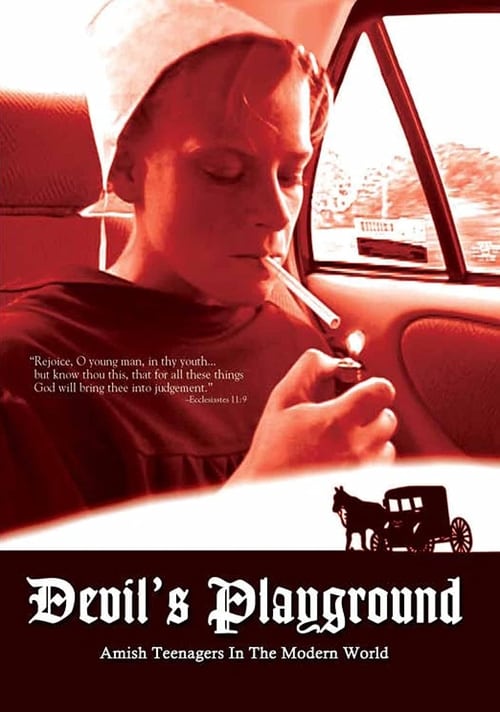 "Rejoice, O young man, in thy youth...
but know thou this, that for all these things
God will bring thee into judgement."
–Ecclesiastes 11:9
Devil's Playground
Amish Teenagers In The Modern World